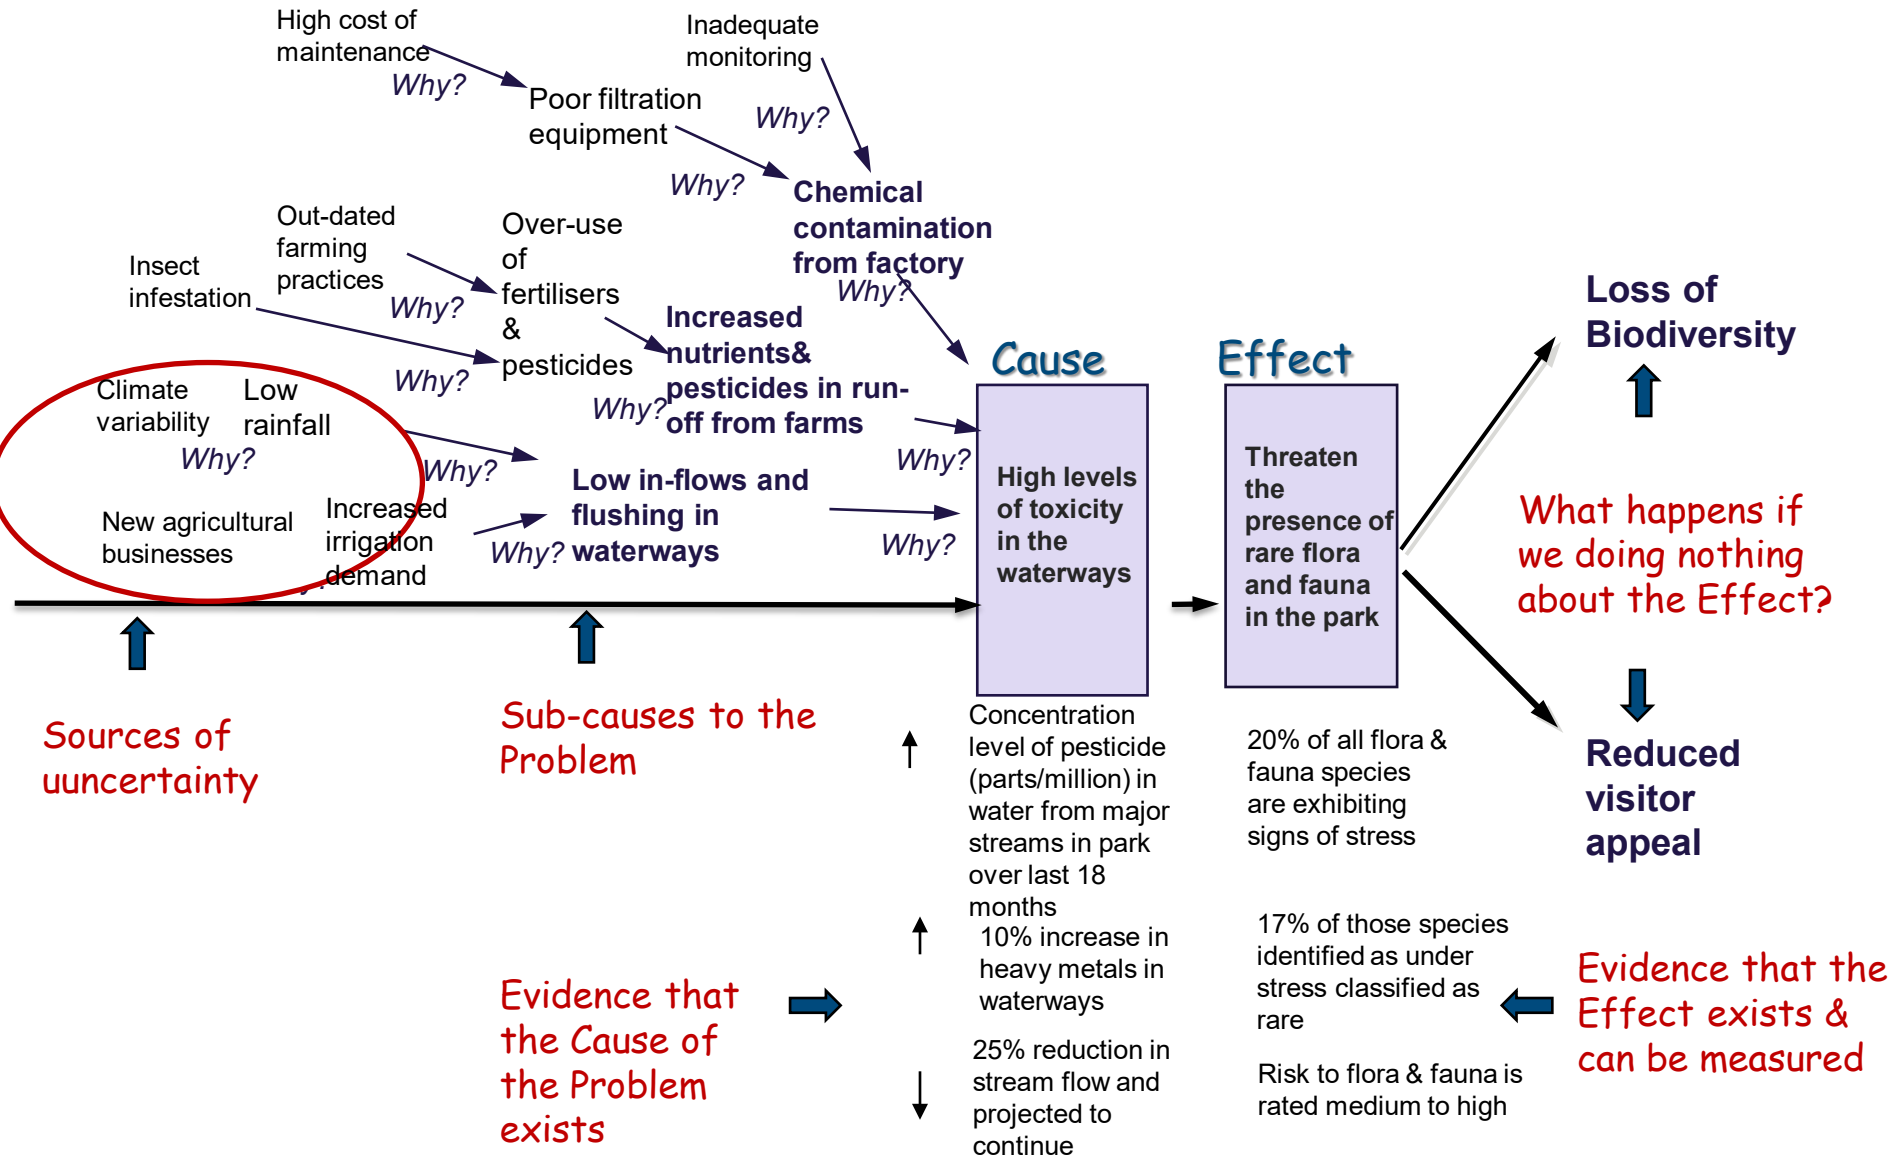 High cost of
maintenance
Why?
Inadequate
monitoring
Why?
Poor filtration
equipment
Why?
Chemical
contamination
from factory
Why?
Out-dated
farming
practices
Why?
Insect
infestation
Why?
Over-use
of
fertilisers
&
pesticides
Why?
Increased
nutrients&
pesticides in run-
off from farms
Why?
Climate
variability
Low
rainfall
Why?
New agricultural
businesses
Increased
irrigation
demand
Why?
Why?
Low in-flows and
flushing in
waterways
Why?
Cause
High levels
of toxicity
in the
waterways
Effect
Threaten
the
presence of
rare flora
and fauna
in the park
Loss of
Biodiversity
What happens if
we doing nothing
about the Effect?
Reduced
visitor
appeal
Sources of
uuncertainty
Sub-causes to the
Problem
Concentration
level of pesticide
(parts/million) in
water from major
streams in park
over last 18
months
10% increase in
heavy metals in
waterways
25% reduction in
stream flow and
projected to
continue
20% of all flora &
fauna species
are exhibiting
signs of stress
17% of those species
identified as under
stress classified as
rare
Risk to flora & fauna is
rated medium to high
Evidence that
the Cause of
the Problem
exists
Evidence that the
Effect exists &
can be measured